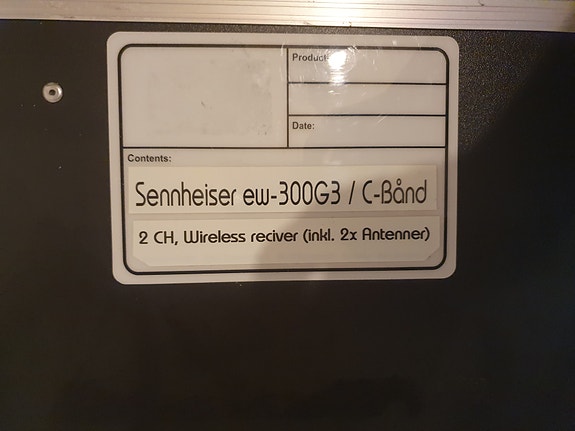 Product
Date:
Contents:
Sennheiser ew-300G3 / C-Bånd
2 CH, Wireless reciver (inkl. 2x Antenner)